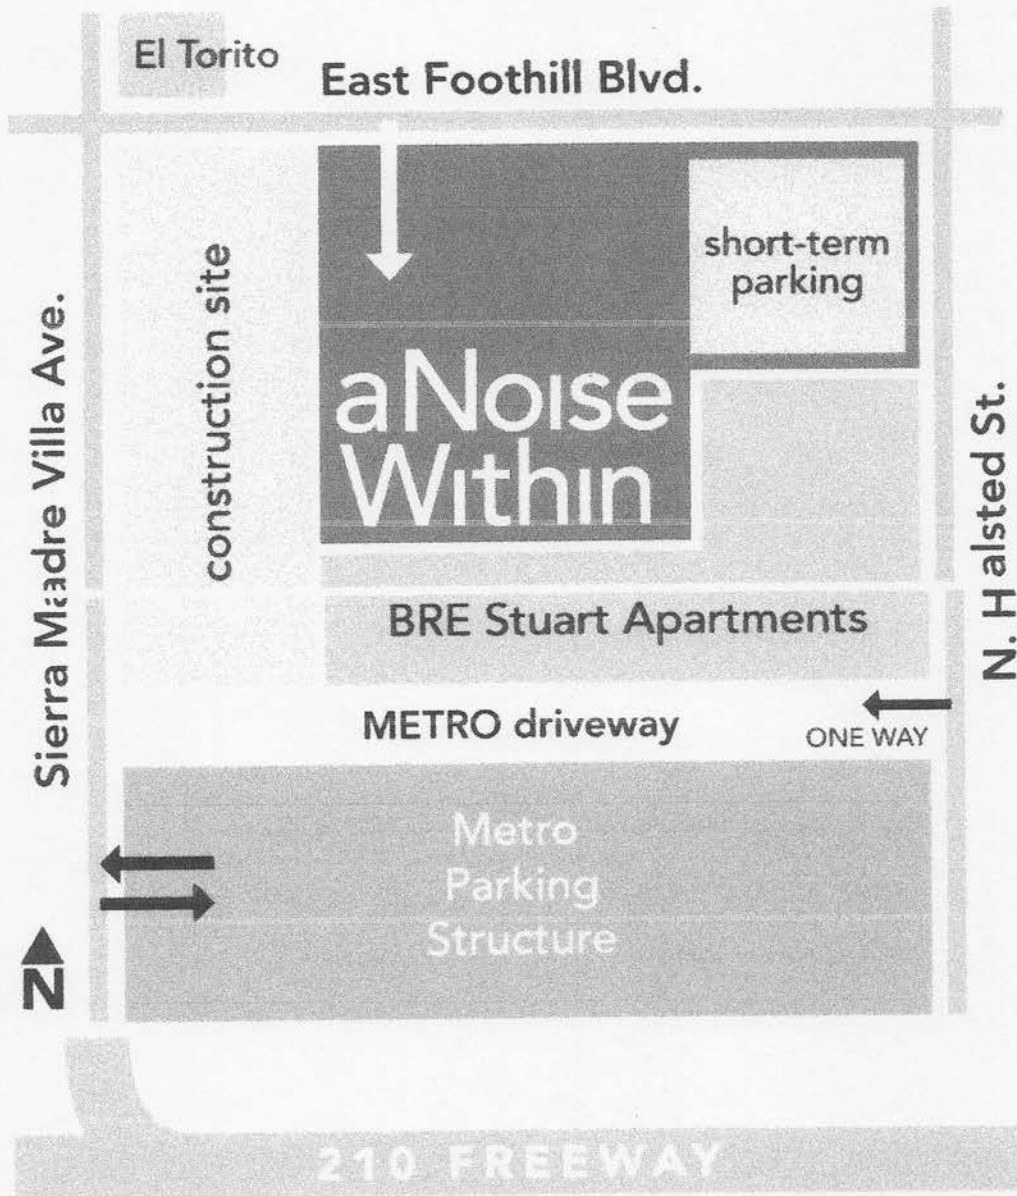 El Torito
East Foothill Blvd.
short-term
parking
construction site
Sierra Madre Villa Ave.
aNoise
Within
N. Halsted St.
BRE Stuart Apartments
METRO driveway
ONE WAY
Metro
Parking
Structure
N
210 FREEWAY